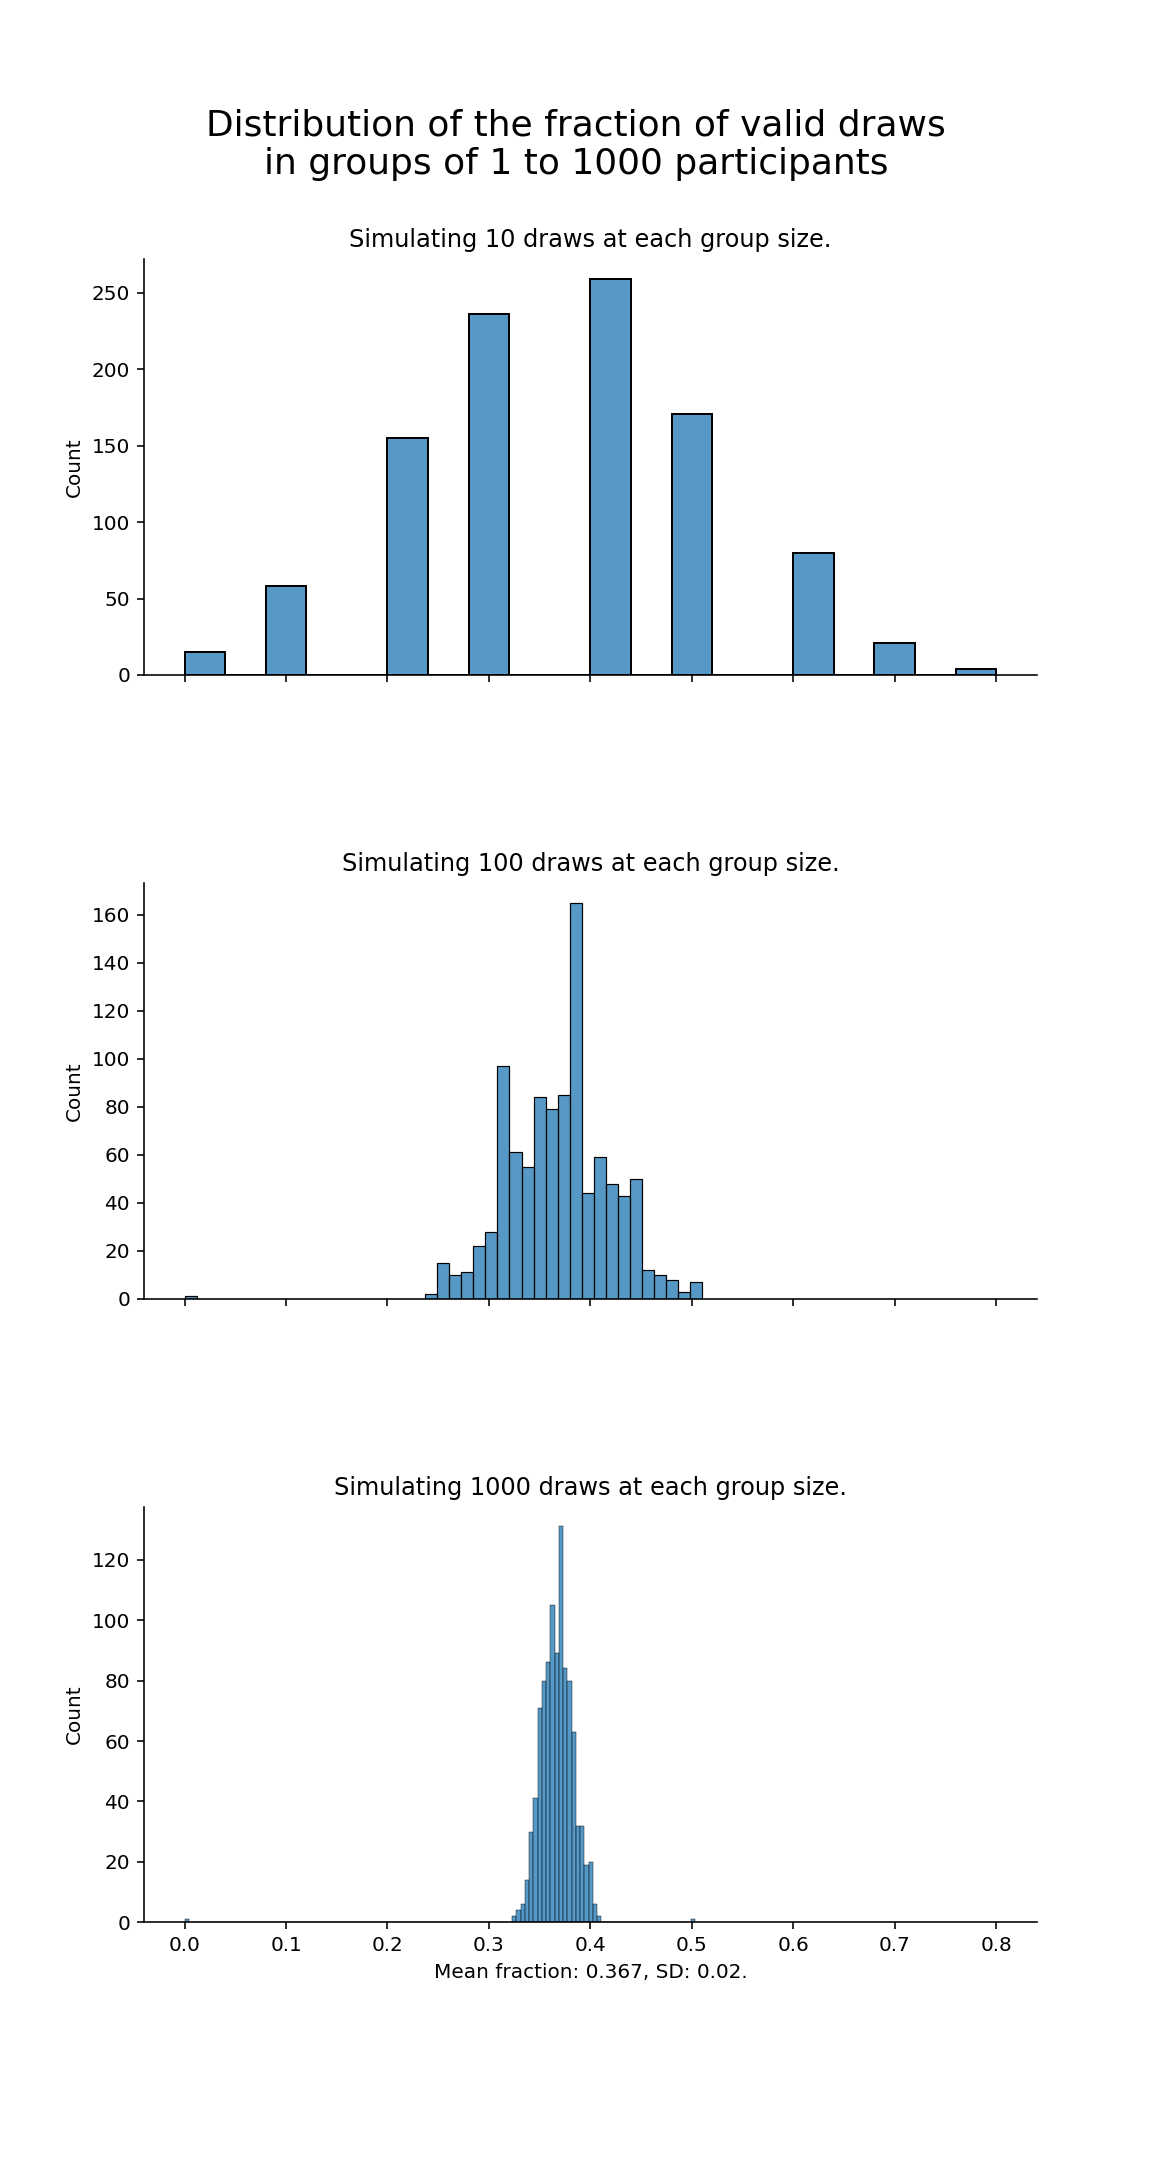 Distribution of the fraction of valid draws
in groups of 1 to 1000 participants
Simulating 10 draws at each group size.
250
200
150
100
50
0
Count
Simulating 100 draws at each group size.
160
140
120
100
80
60
40
20
0
Count
Simulating 1000 draws at each group size.
120
100
80
60
40
20
0
Count
0.0 0.1 0.2 0.3 0.4 0.5 0.6 0.7 0.8
Mean fraction: 0.367, SD: 0.02.